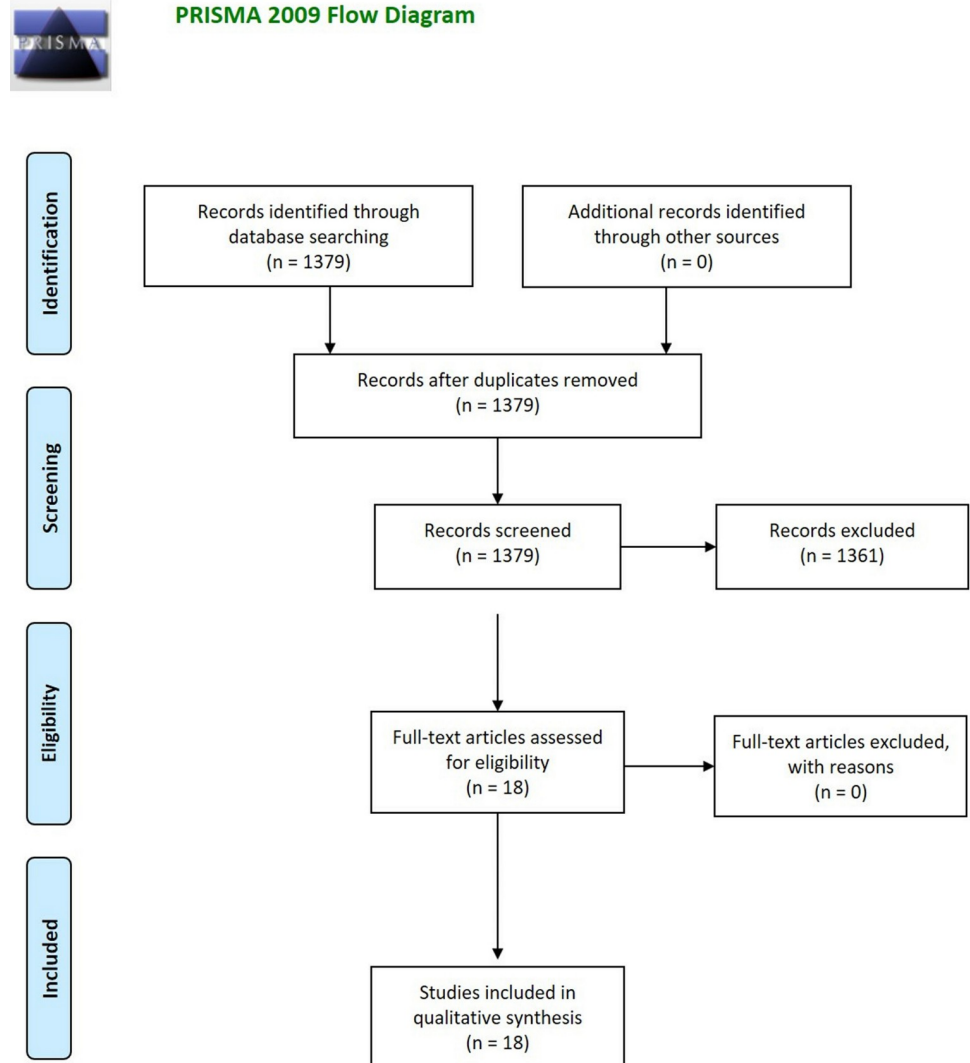 PRISMA
PRISMA 2009 Flow Diagram
Identification
Records identified through
database searching
(n = 1379)
Additional records identified
through other sources
(n = 0)
Records after duplicates removed
(n = 1379)
Screening
Records screened
(n = 1379)
Records excluded
(n = 1361)
Eligibility
Full-text articles assessed
for eligibility
(n = 18)
Full-text articles excluded,
with reasons
(n = 0)
Included
Studies included in
qualitative synthesis
(n = 18)